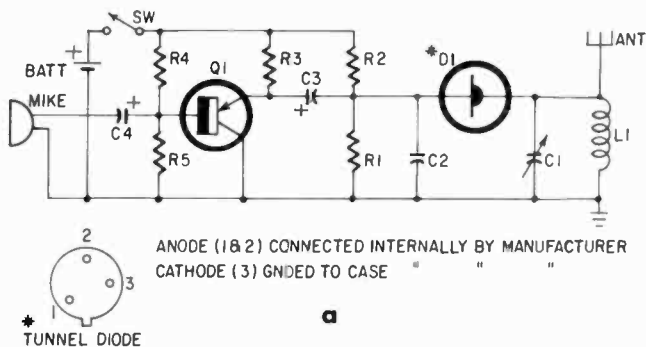 SW
BATT
MIKE
C4
R4
R5
Q1
R3
C3
R2
R1
C2
*D1
C1
L1
ANT
2
1
3
* TUNNEL DIODE
ANODE (1&2) CONNECTED INTERNALLY BY MANUFACTURER
CATHODE (3) GNDED TO CASE " " "
a